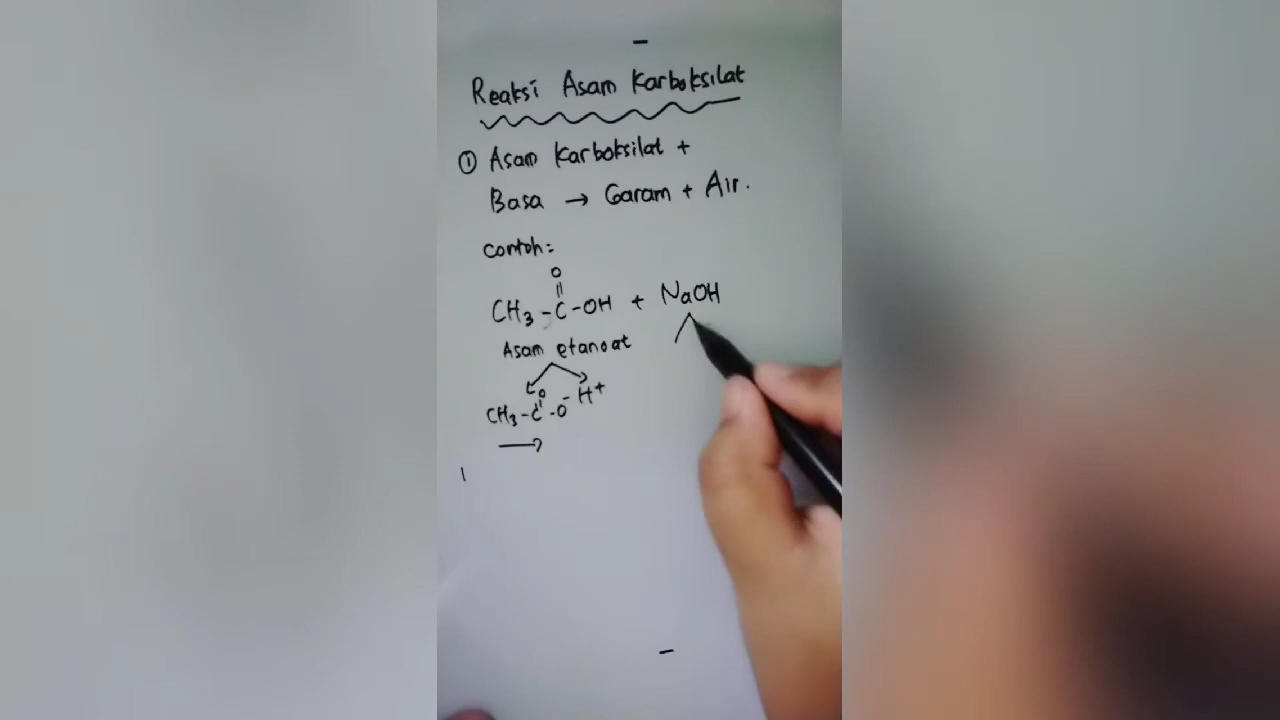 Reaksi Asam Karboksilat
① Asam Karboksilat +
Basa → Garam + Air.
Contoh:
O
||
CH₃-C-OH + NaOH
Asam etanoat
O
||
CH₃-C-O⁻ H⁺
→